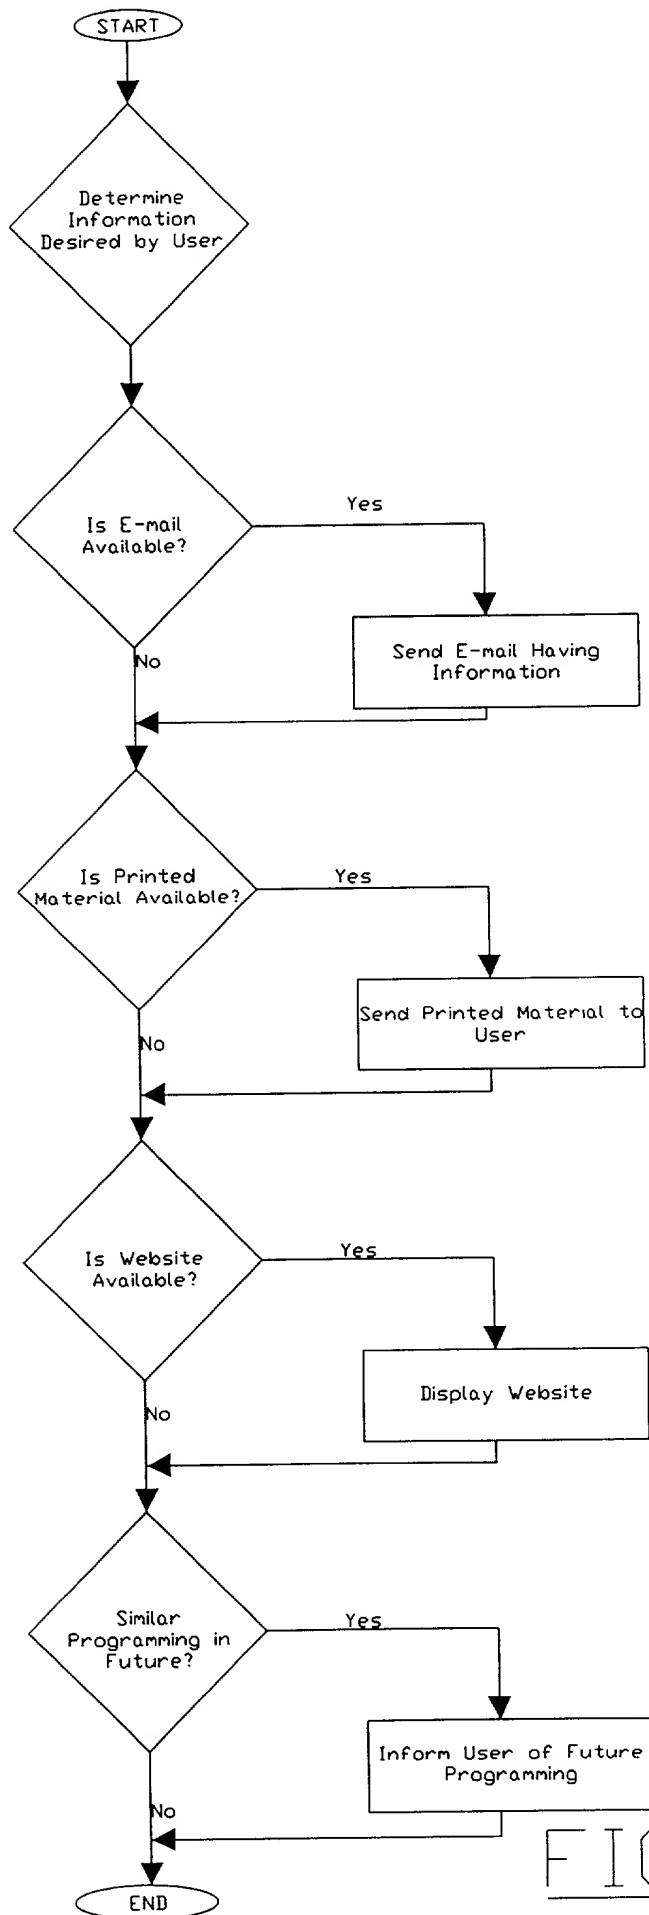 START
Determine
Information
Desired by User
Is E-mail
Available?
Yes
Send E-mail Having
Information
No
Is Printed
Material Available?
Yes
Send Printed Material to
User
No
Is Website
Available?
Yes
Display Website
No
Similar
Programming in
Future?
Yes
Inform User of Future
Programming
No
END